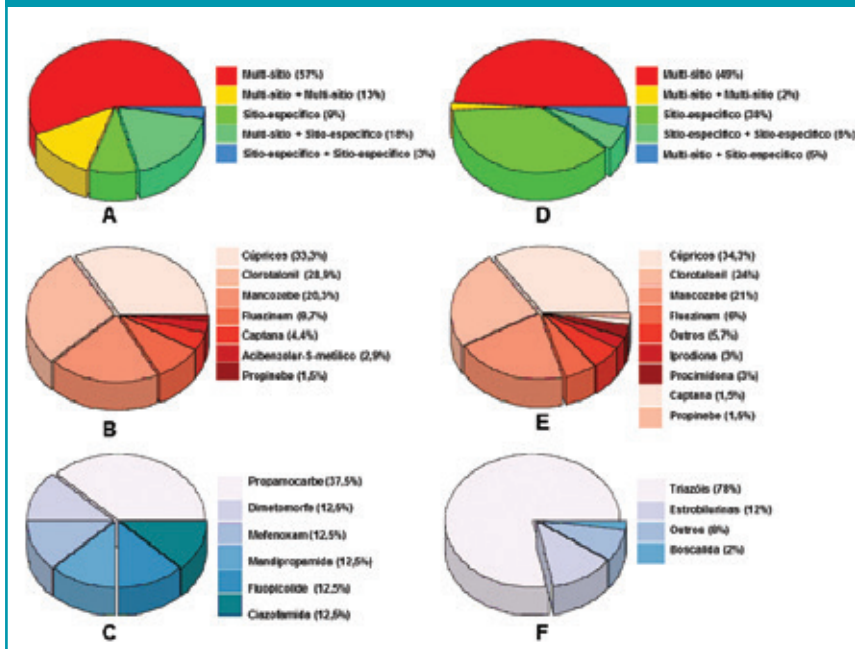 Multi-sítio (57%)
Multi-sítio + Multi-sítio (13%)
Sítio-específico (9%)
Multi-sítio + Sítio-específico (18%)
Sítio-específico + Sítio-específico (3%)
A
Multi-sítio (49%)
Multi-sítio + Multi-sítio (2%)
Sítio-específico (38%)
Sítio-específico + Sítio-específico (6%)
Multi-sítio + Sítio-específico (5%)
D
Cúpricos (33,3%)
Clorotalonil (28,9%)
Mancozebe (20,3%)
Fluazinam (8,7%)
Captana (4,4%)
Acibenzolar-S-metílico (2,9%)
Propinebe (1,5%)
B
Cúpricos (34,3%)
Clorotalonil (24%)
Mancozebe (21%)
Fluazinam (6%)
Outros (5,7%)
Iprodiona (3%)
Procimidona (3%)
Captana (1,5%)
Propinebe (1,5%)
E
Propamocarbe (37,5%)
Dimetomorfe (12,5%)
Mefenoxam (12,5%)
Mandipropamida (12,5%)
Fluopicolide (12,5%)
Ciazofamida (12,5%)
C
Triazóis (78%)
Estrobilurinas (12%)
Outros (8%)
Boscalida (2%)
F